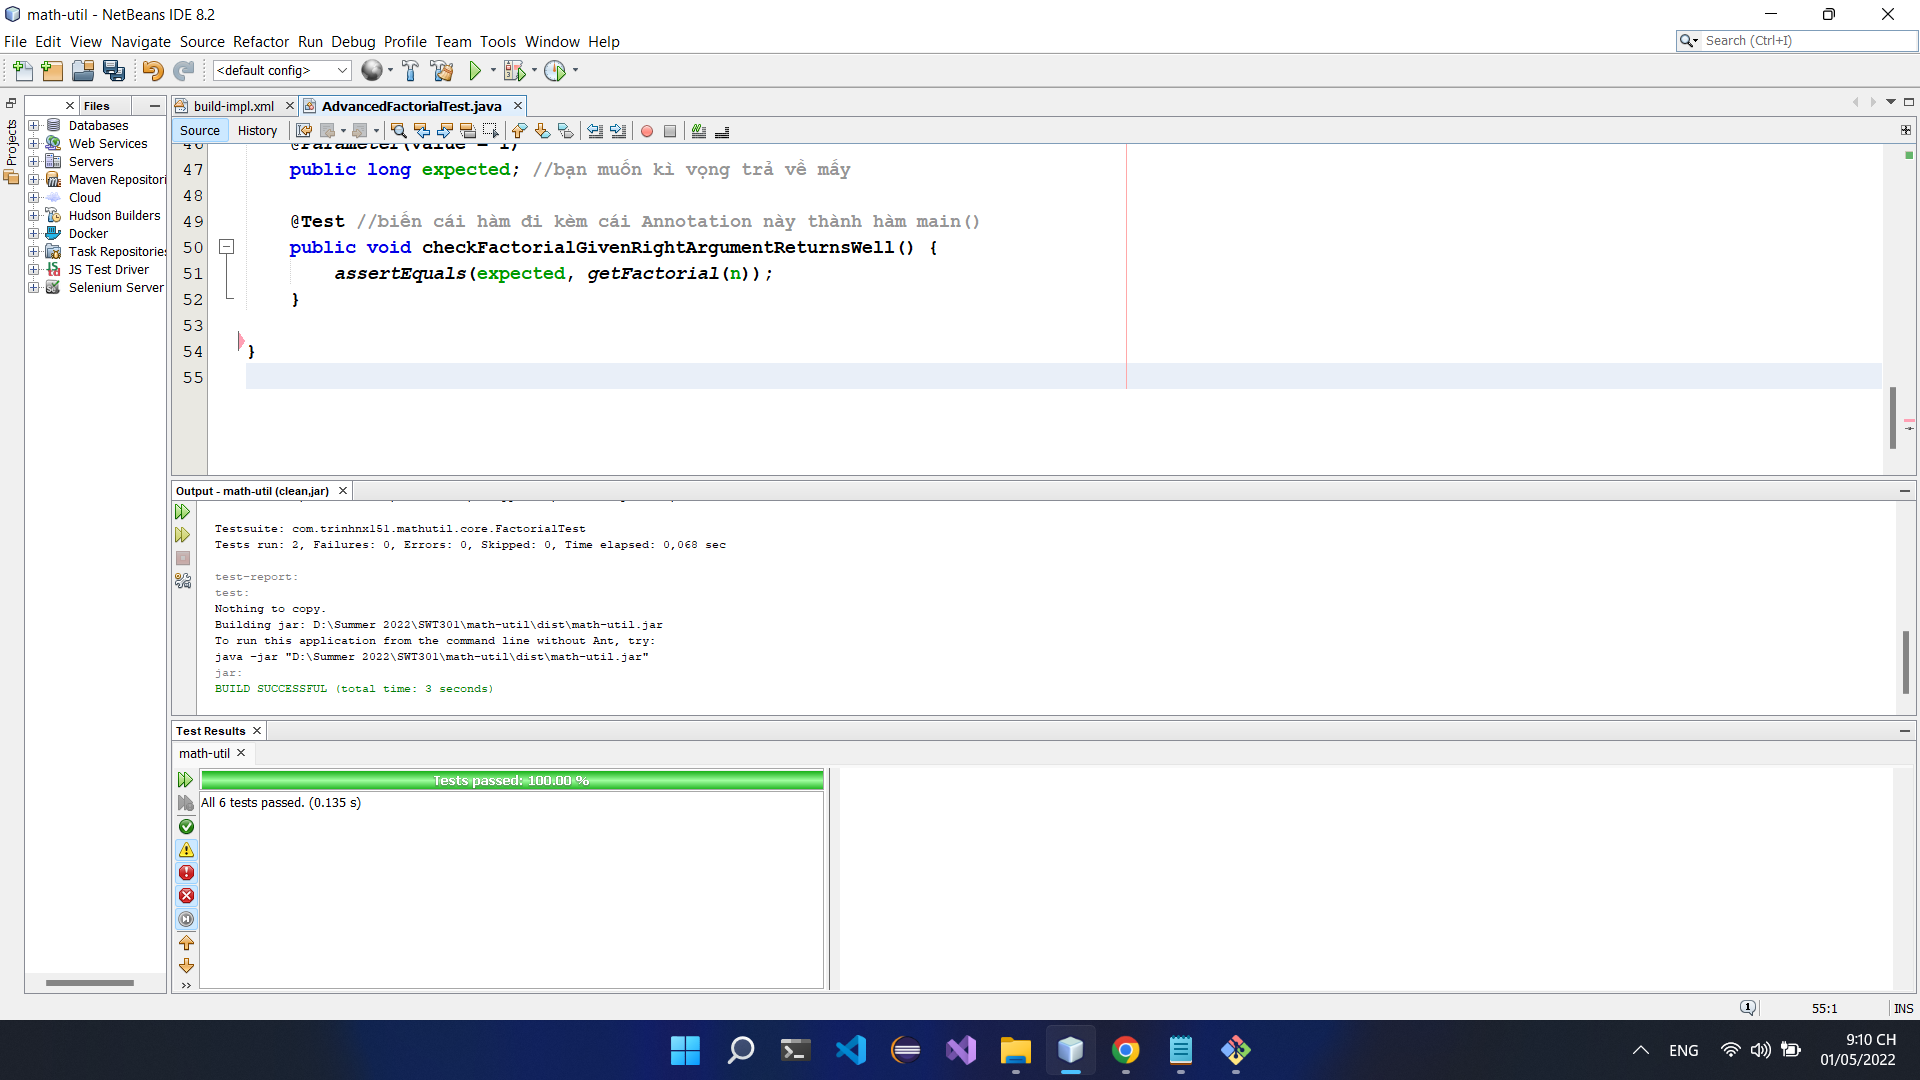 math-util - NetBeans IDE 8.2
File Edit View Navigate Source Refactor Run Debug Profile Team Tools Window Help
Search (Ctrl+I)
<default config>
Projects
Files
Databases
Web Services
Servers
Maven Repositori
Cloud
Hudson Builders
Docker
Task Repositories
JS Test Driver
Selenium Server
build-impl.xml
AdvancedFactorialTest.java
Source History
46 @Parameter(value = 1)
47 public long expected; //bạn muốn kì vọng trả về mấy
48
49 @Test //biến cái hàm đi kèm cái Annotation này thành hàm main()
50 public void checkFactorialGivenRightArgumentReturnsWell() {
51 assertEquals(expected, getFactorial(n));
52 }
53
54 }
55
Output - math-util (clean,jar)
Testsuite: com.trinhnx151.mathutil.core.FactorialTest
Tests run: 2, Failures: 0, Errors: 0, Skipped: 0, Time elapsed: 0,068 sec
test-report:
test:
Nothing to copy.
Building jar: D:\Summer 2022\SWT301\math-util\dist\math-util.jar
To run this application from the command line without Ant, try:
java -jar "D:\Summer 2022\SWT301\math-util\dist\math-util.jar"
jar:
BUILD SUCCESSFUL (total time: 3 seconds)
Test Results
math-util
Tests passed: 100.00 %
All 6 tests passed. (0.135 s)
1
55:1
INS
ENG
9:10 CH
01/05/2022